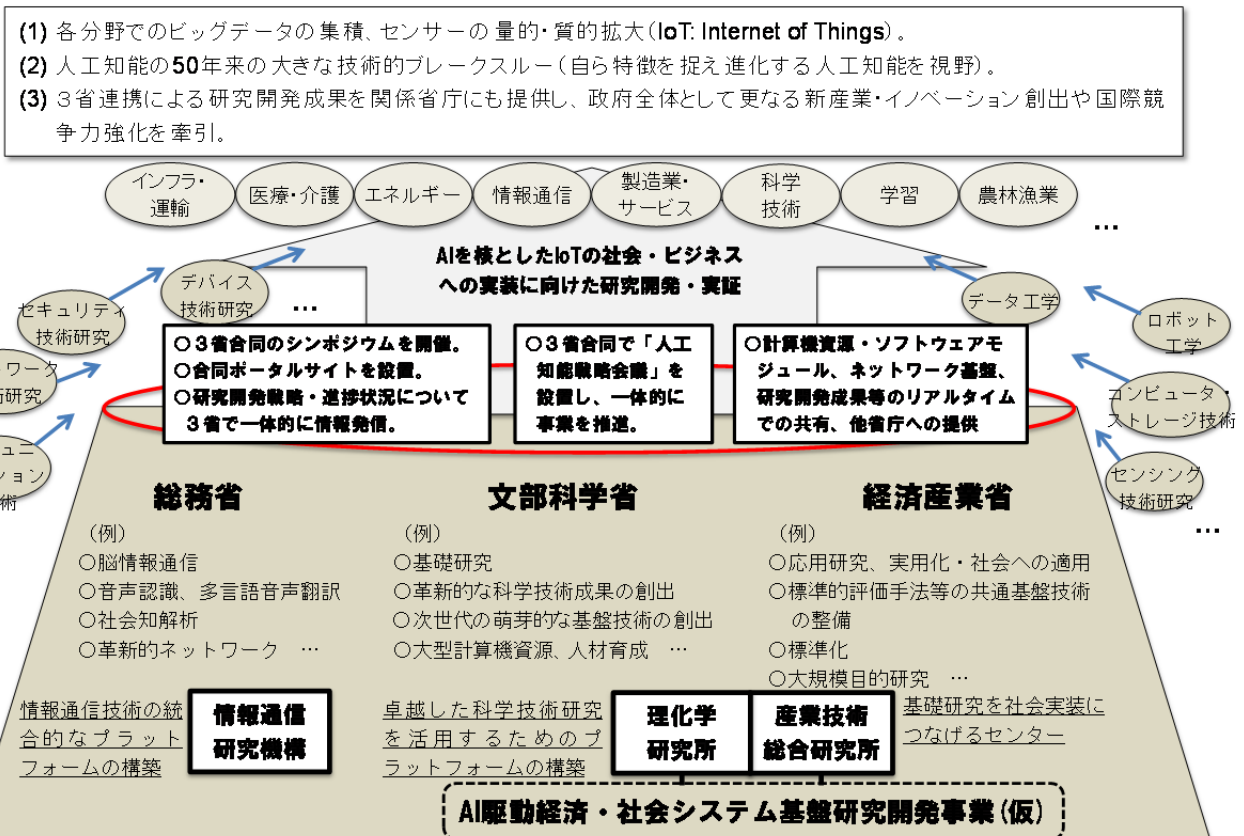 (1) 各分野でのビッグデータの集積、センサーの量的・質的拡大(IoT: Internet of Things)。
(2) 人工知能の50年来の大きな技術的ブレークスルー(自ら特徴を捉え進化する人工知能を視野)。
(3) 3省連携による研究開発成果を関係省庁にも提供し、政府全体として更なる新産業・イノベーション創出や国際競
争力強化を牽引。
インフラ・
運輸
医療・介護
エネルギー
情報通信
製造業・
サービス
科学
技術
学習
農林漁業
…
AIを核としたIoTの社会・ビジネス
への実装に向けた研究開発・実証
セキュリティ
技術研究
デバイス
技術研究
…
データ工学
ロボット
工学
ワーク
研究
コンピュータ・
ストレージ技術
ュニ
ション
術
センシング
技術研究
…
○3省合同のシンポジウムを開催。
○合同ポータルサイトを設置。
○研究開発戦略・進捗状況について
3省で一体的に情報発信。
○3省合同で「人工
知能戦略会議」を
設置し、一体的に
事業を推進。
○計算機資源・ソフトウェアモ
ジュール、ネットワーク基盤、
研究開発成果等のリアルタイム
での共有、他省庁への提供
総務省
(例)
○脳情報通信
○音声認識、多言語音声翻訳
○社会知解析
○革新的ネットワーク …
情報通信技術の統
合的なプラット
フォームの構築
情報通信
研究機構
文部科学省
(例)
○基礎研究
○革新的な科学技術成果の創出
○次世代の萌芽的な基盤技術の創出
○大型計算機資源、人材育成 …
卓越した科学技術研究
を活用するためのプ
ラットフォームの構築
理化学
研究所
経済産業省
(例)
○応用研究、実用化・社会への適用
○標準的評価手法等の共通基盤技術
の整備
○標準化
○大規模目的研究 …
産業技術
総合研究所
基礎研究を社会実装に
つなげるセンター
AI駆動経済・社会システム基盤研究開発事業(仮)